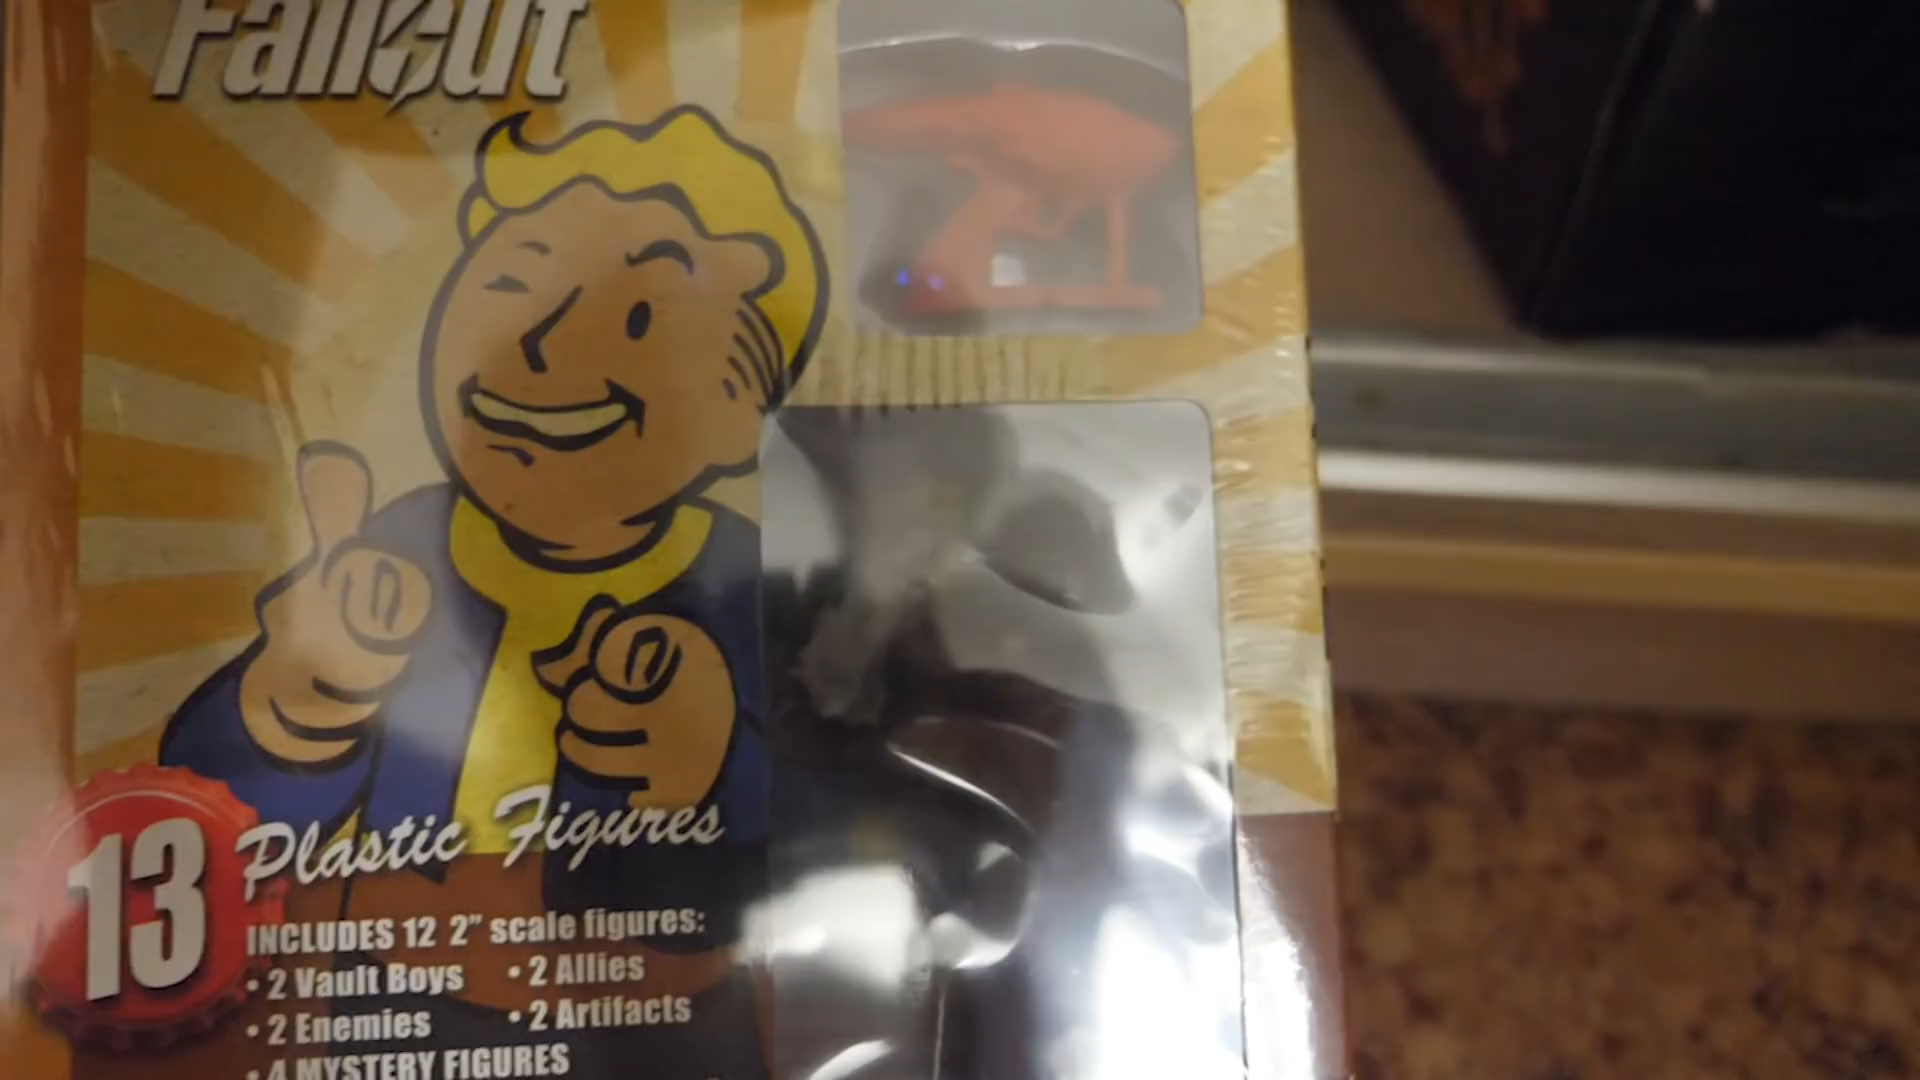 Fallout
13 Plastic Figures
INCLUDES 12 2" scale figures:
• 2 Vault Boys • 2 Allies
• 2 Enemies • 2 Artifacts
• 4 MYSTERY FIGURES